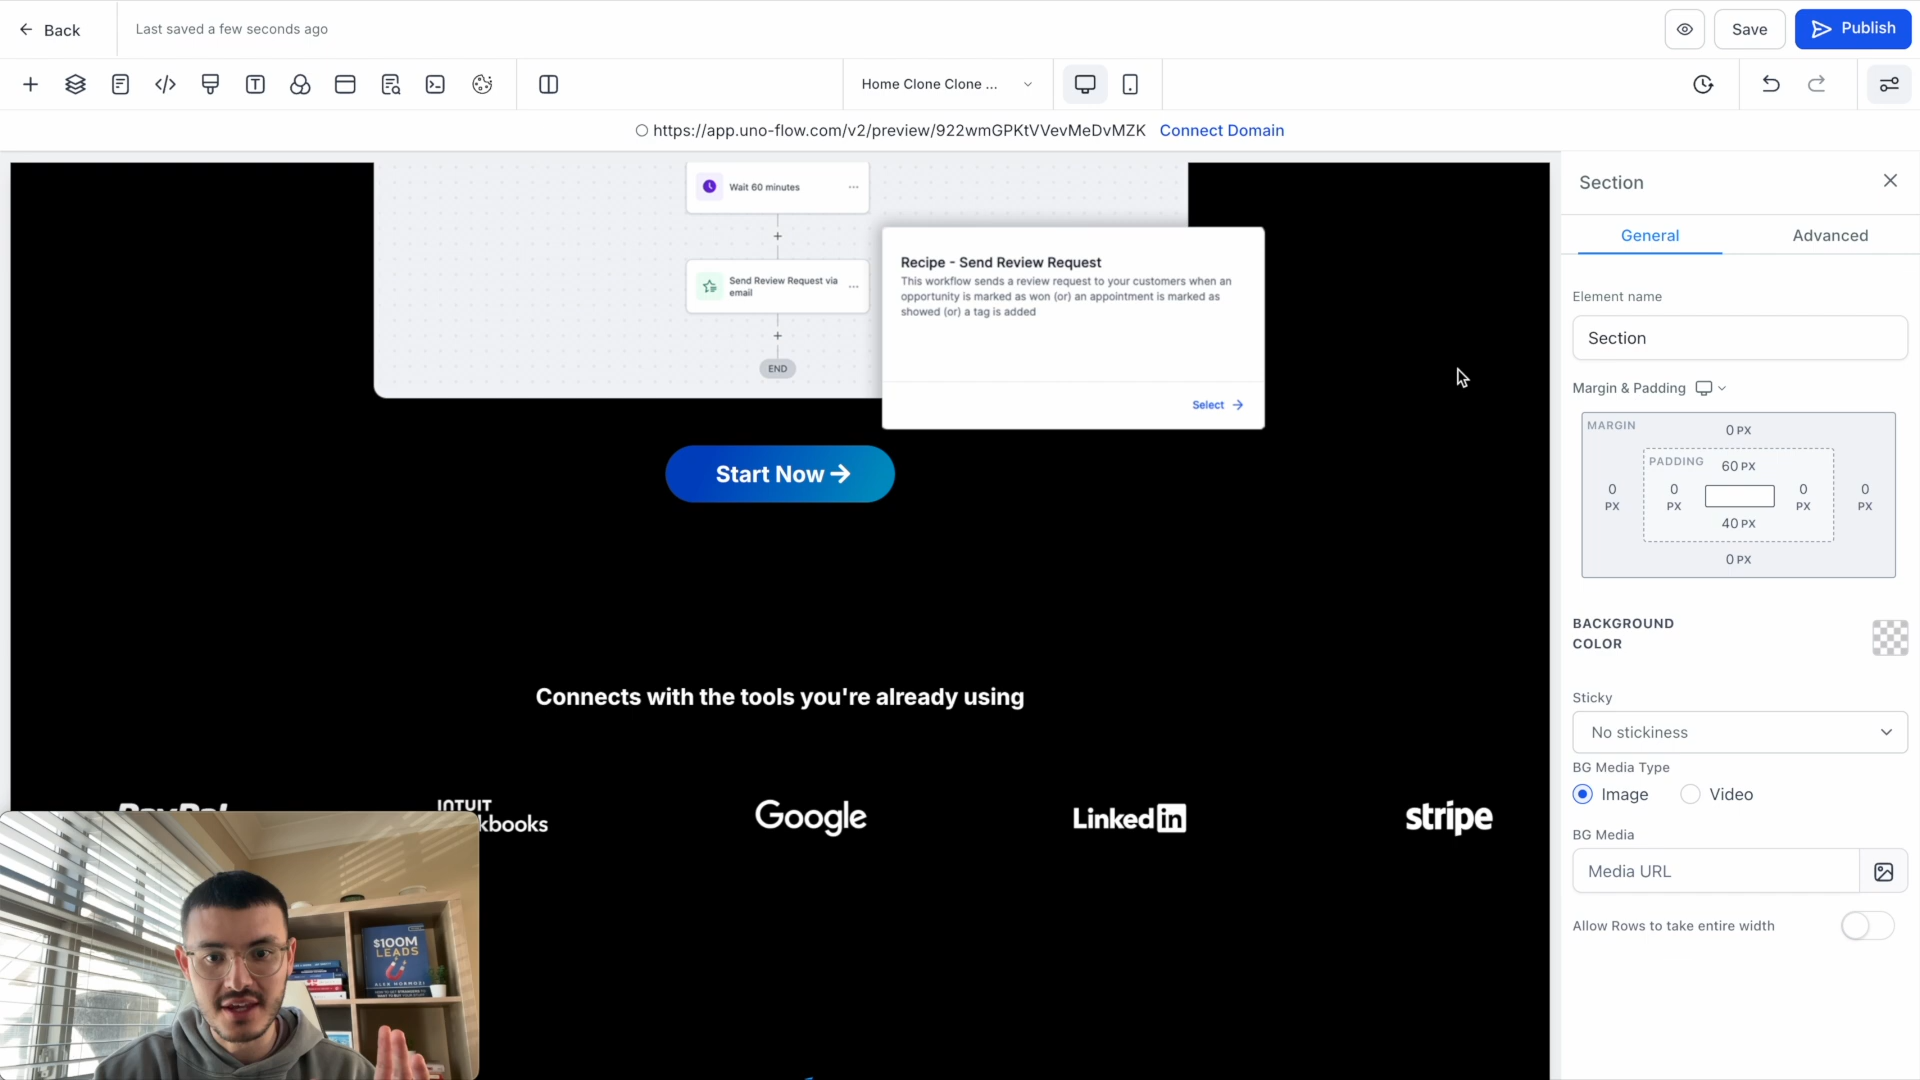 Back
Last saved a few seconds ago
Save
Publish
Home Clone Clone ...
https://app.uno-flow.com/v2/preview/922wmGPKtVVevMeDvMZK Connect Domain
Wait 60 minutes
Send Review Request via
email
END
Recipe - Send Review Request
This workflow sends a review request to your customers when an
opportunity is marked as won (or) an appointment is marked as
showed (or) a tag is added
Select
Start Now
Connects with the tools you're already using
PayPal
INTUIT
kbooks
Google
Linked in
stripe
$100M
LEADS
ALEX HORMOZI
Section
General
Advanced
Element name
Section
Margin & Padding
MARGIN
0 PX
PADDING
60 PX
0
PX
0
PX
0
PX
0
PX
40 PX
0 PX
BACKGROUND
COLOR
Sticky
No stickiness
BG Media Type
Image
Video
BG Media
Media URL
Allow Rows to take entire width